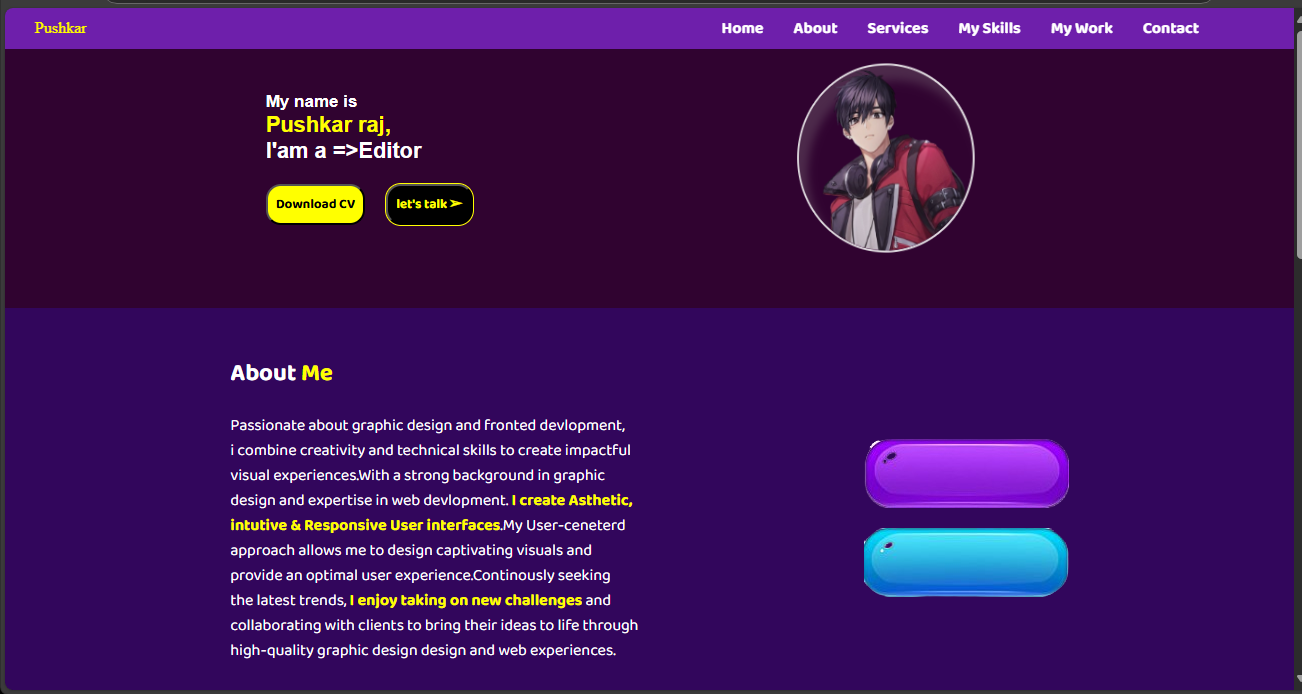 Pushkar
Home About Services My Skills My Work Contact
My name is
Pushkar raj,
I'am a =>Editor
Download CV
let's talk ➢
About Me
Passionate about graphic design and fronted devlopment,
i combine creativity and technical skills to create impactful
visual experiences.With a strong background in graphic
design and expertise in web devlopment. I create Asthetic,
intutive & Responsive User interfaces.My User-ceneterd
approach allows me to design captivating visuals and
provide an optimal user experience.Continously seeking
the latest trends, I enjoy taking on new challenges and
collaborating with clients to bring their ideas to life through
high-quality graphic design design and web experiences.